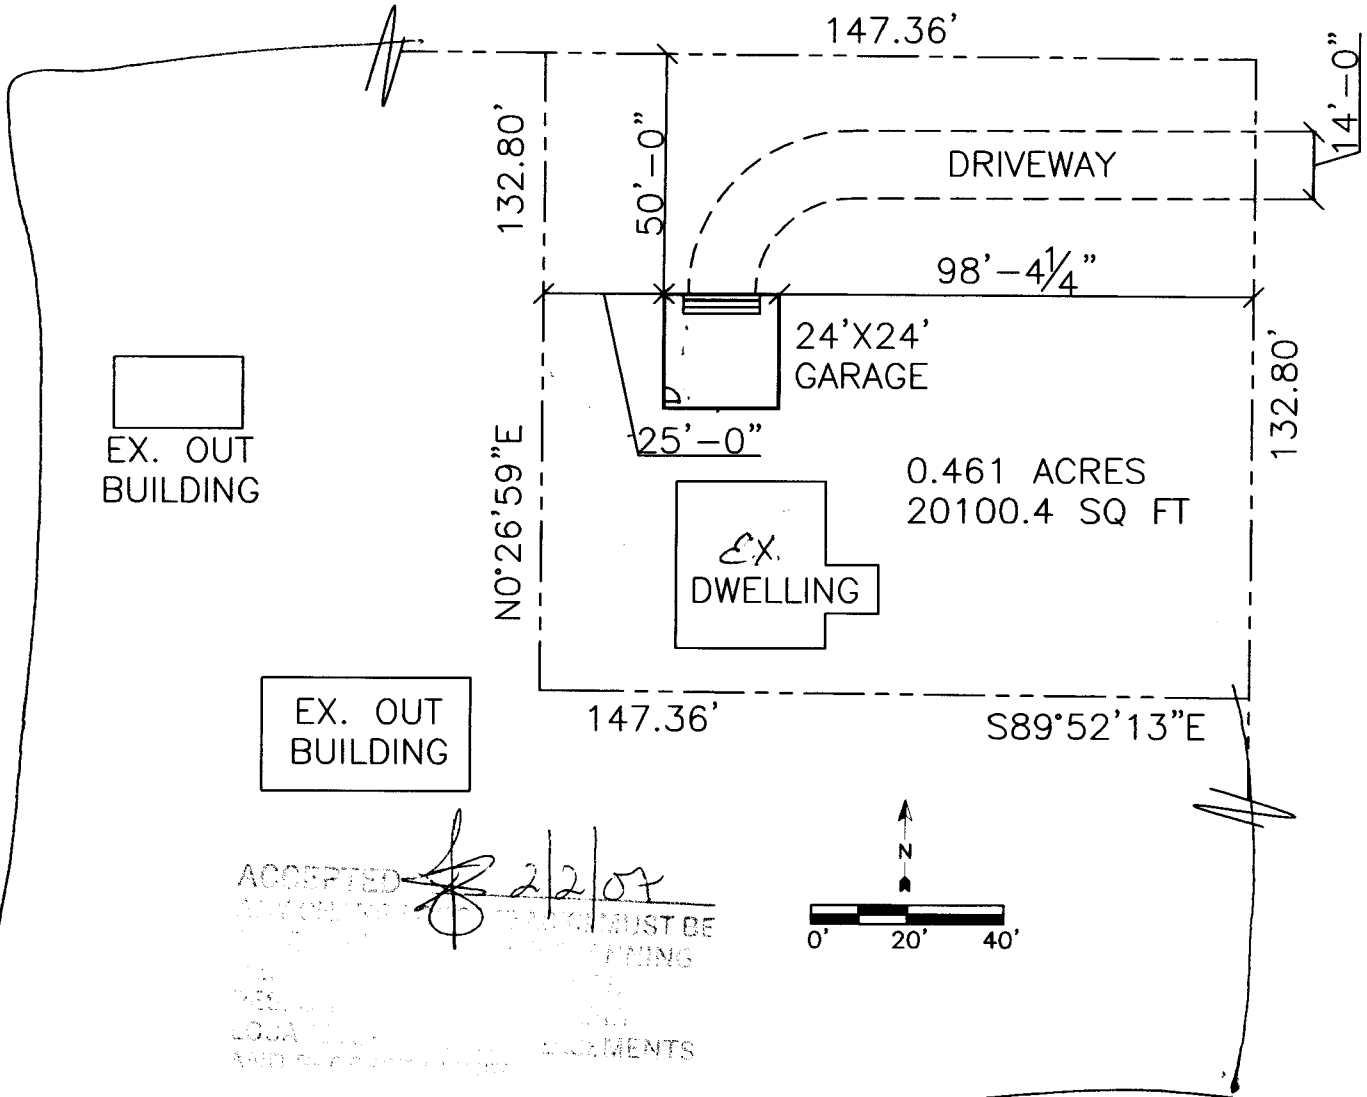 147.36'
14'-0"
132.80'
50'-0"
DRIVEWAY
98'-4 1/4"
24'X24'
GARAGE
132.80'
EX. OUT
BUILDING
25'-0"
N0°26'59"E
0.461 ACRES
20100.4 SQ FT
EX.
DWELLING
EX. OUT
BUILDING
147.36'
S89°52'13"E
N
0' 20' 40'
ACCEPTED 2/2/07
MUST BE